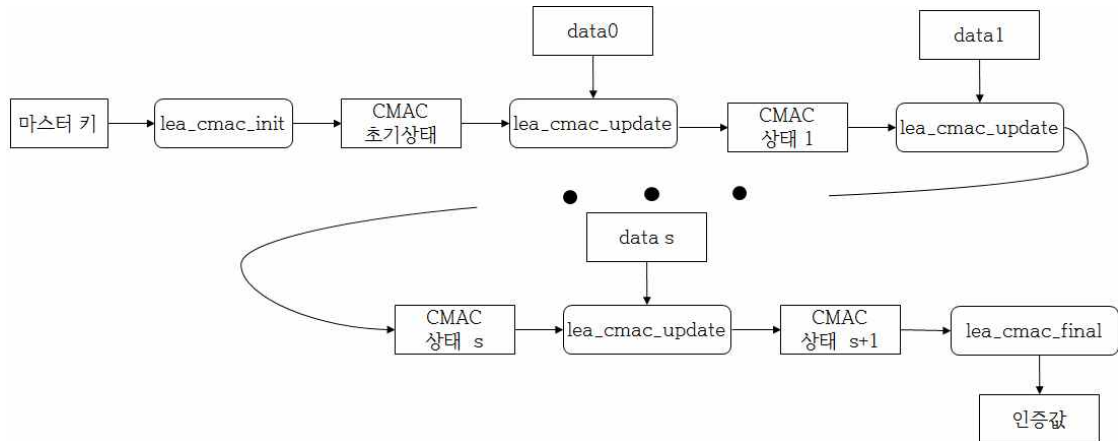 data0
data1
마스터 키
lea_cmac_init
CMAC
초기상태
lea_cmac_update
CMAC
상태 1
lea_cmac_update
data s
CMAC
상태 s
lea_cmac_update
CMAC
상태 s+1
lea_cmac_final
인증값